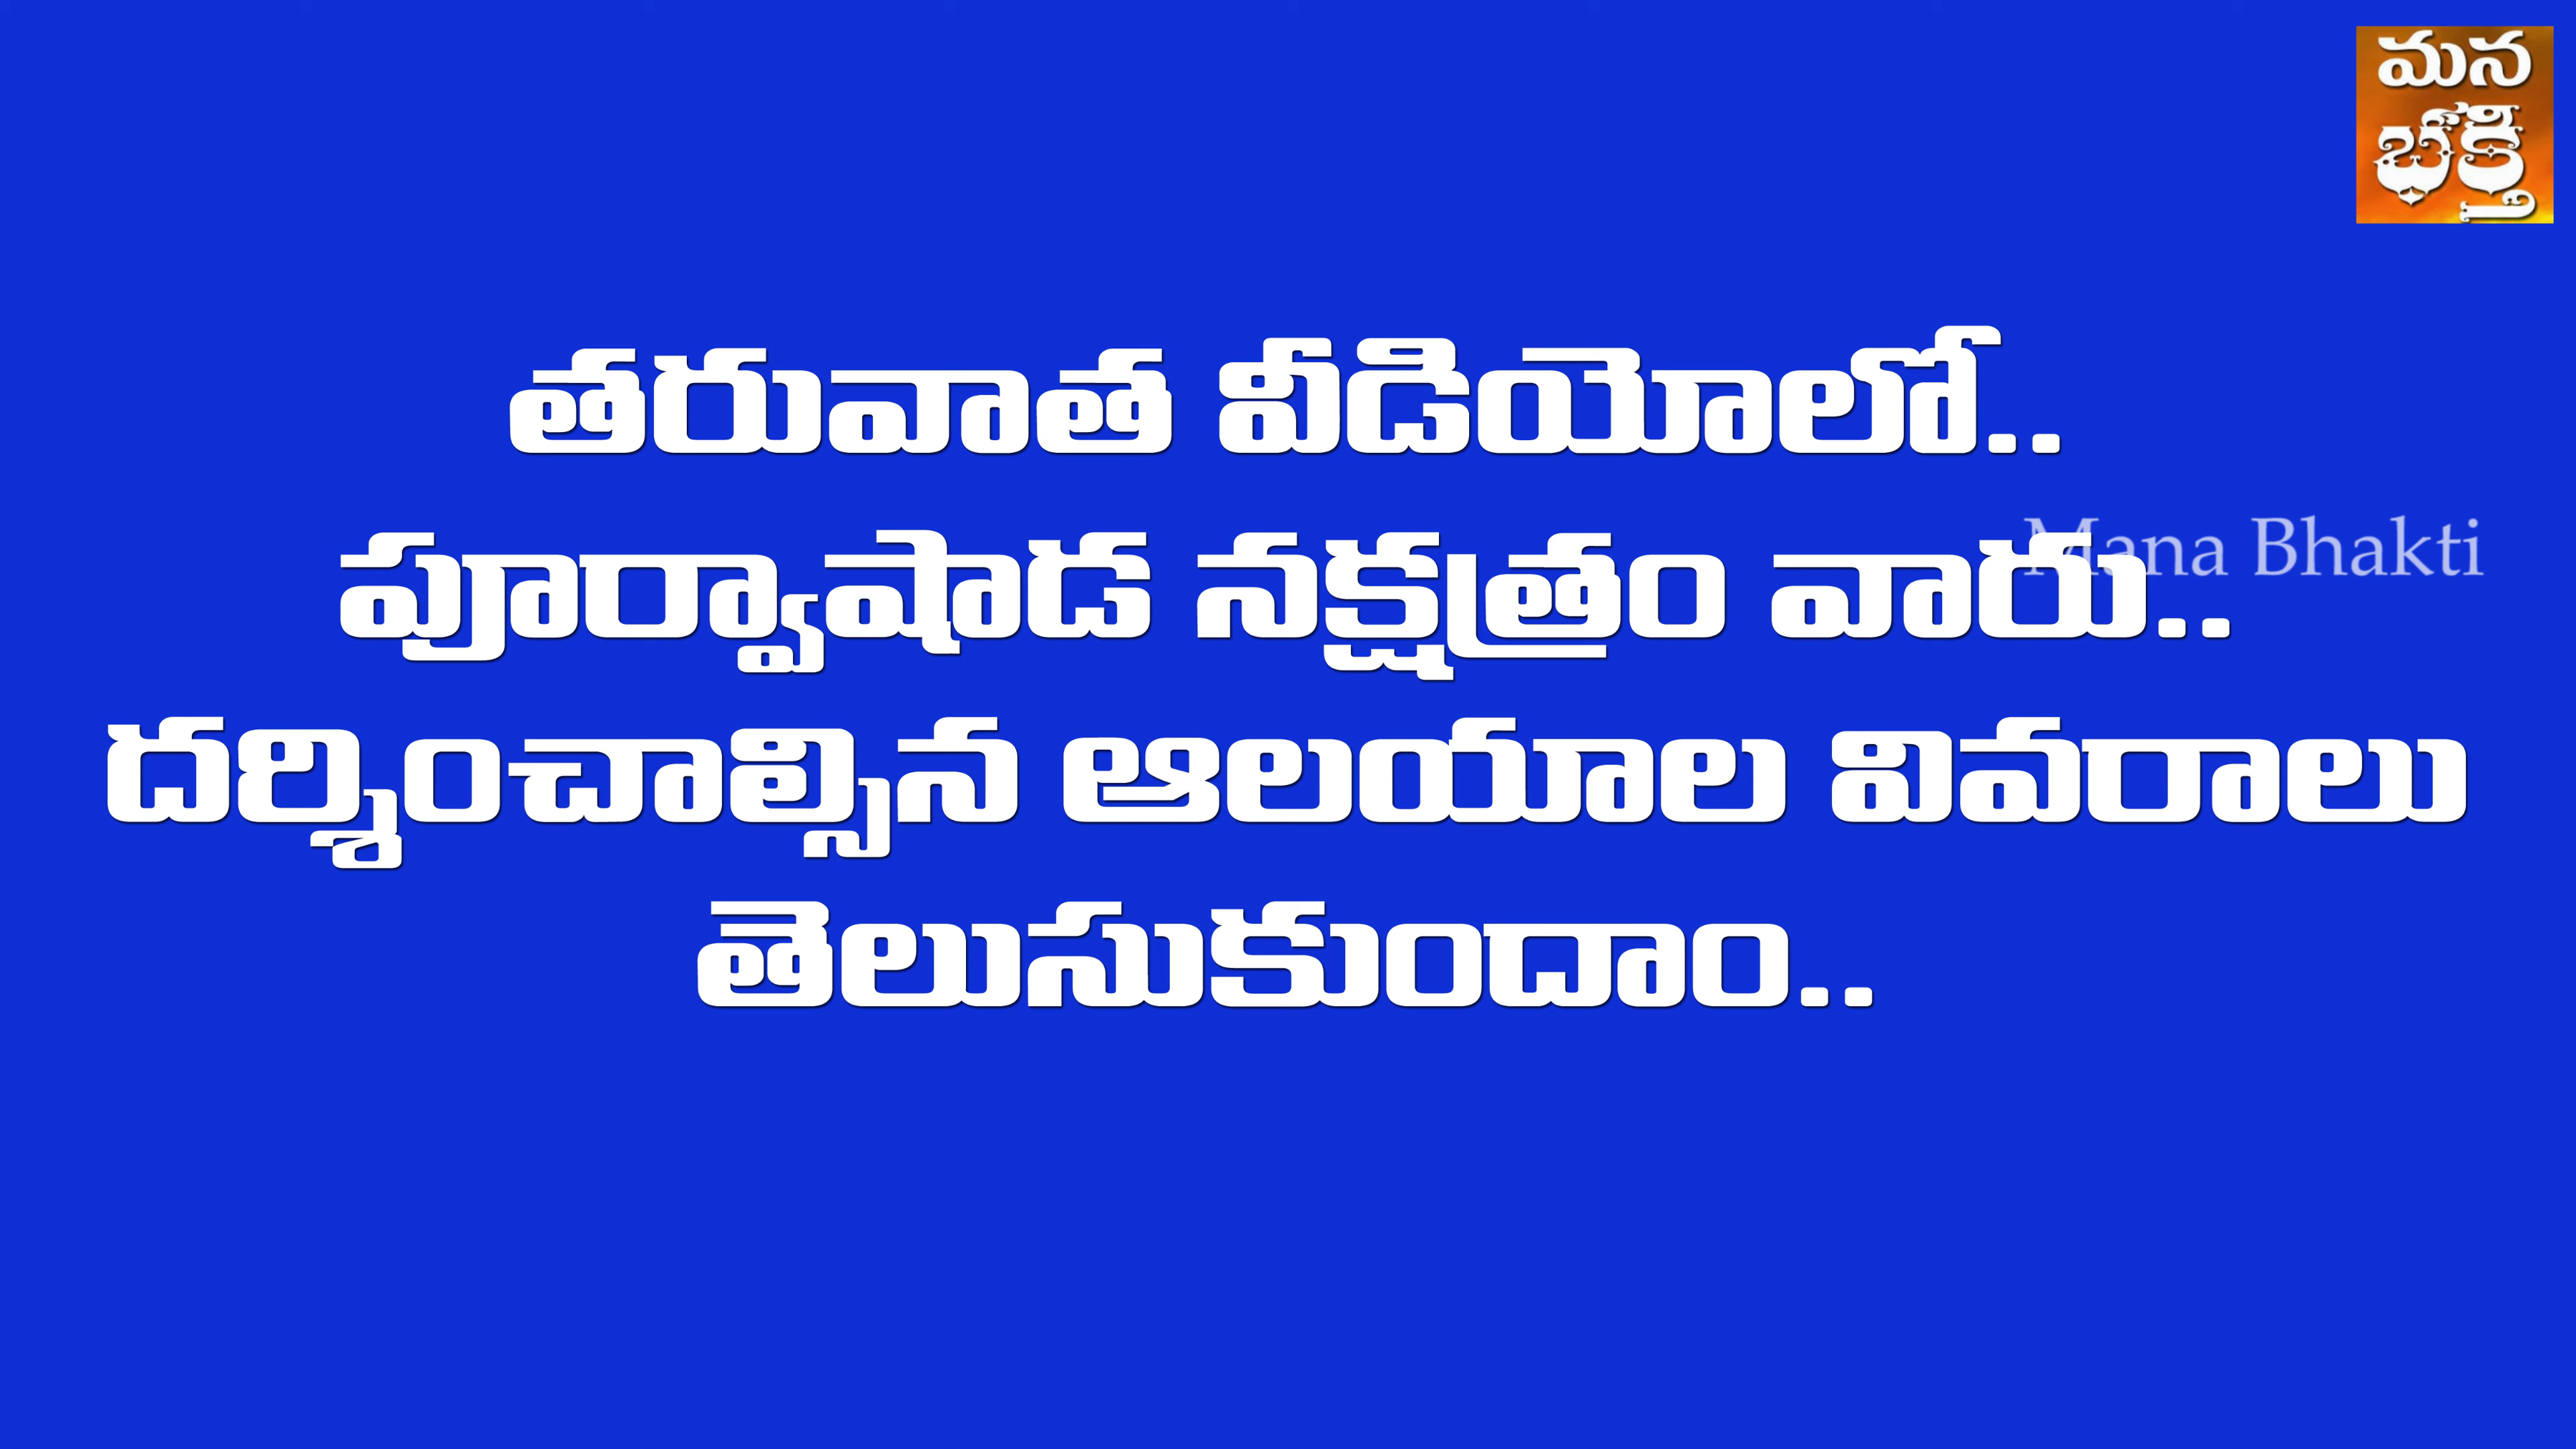 మన
భక్తి
తరువాత వీడియోలో..
Mana Bhakti
పూర్వాషాడ నక్షత్రం వారు..
దర్శించాల్సిన ఆలయాల వివరాలు
తెలుసుకుందాం..